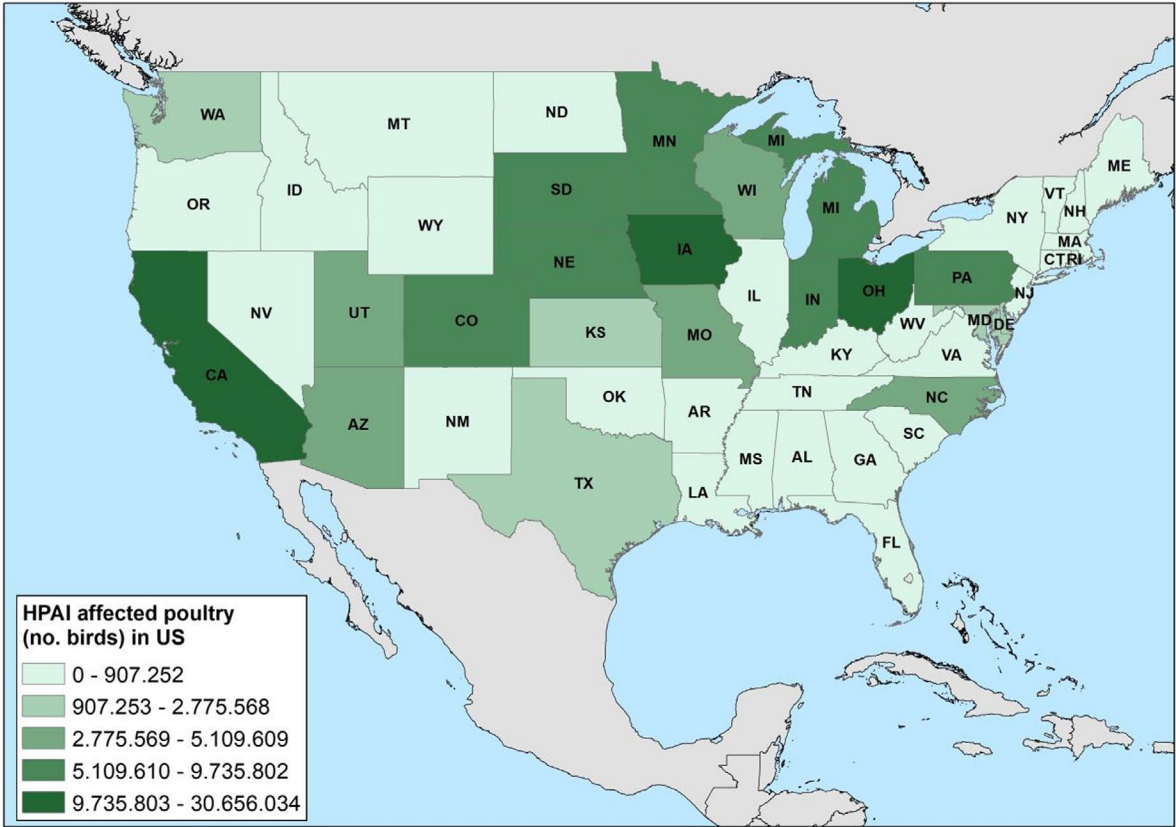 WA
MT
ND
MN
MI
ME
OR
ID
WY
SD
WI
MI
NY
VT
NH
MA
CT
RI
NV
UT
CO
NE
IA
IL
IN
OH
PA
NJ
CA
AZ
NM
KS
MO
KY
WV
MD
DE
VA
OK
AR
TN
NC
SC
TX
LA
MS
AL
GA
FL
HPAI affected poultry
(no. birds) in US
0 - 907.252
907.253 - 2.775.568
2.775.569 - 5.109.609
5.109.610 - 9.735.802
9.735.803 - 30.656.034